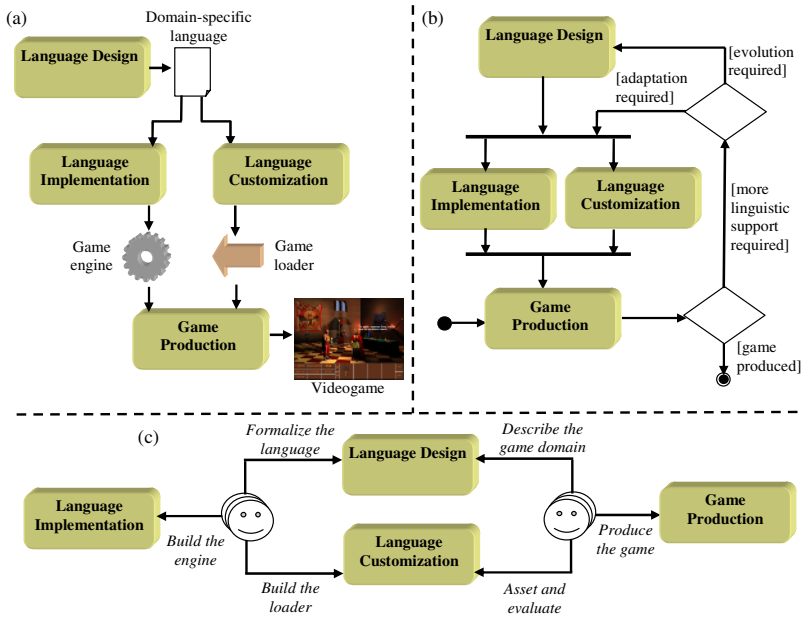 (a)
Domain-specific
language
Language Design
Language
Implementation
Language
Customization
Game
engine
Game
loader
Game
Production
Videogame
(b)
Language Design
[evolution
required]
[adaptation
required]
Language
Implementation
Language
Customization
[more
linguistic
support
required]
Game
Production
[game
produced]
(c)
Formalize the
language
Language Design
Describe the
game domain
Language
Implementation
Game
Production
Build the
engine
Produce
the game
Language
Customization
Build the
loader
Asset and
evaluate